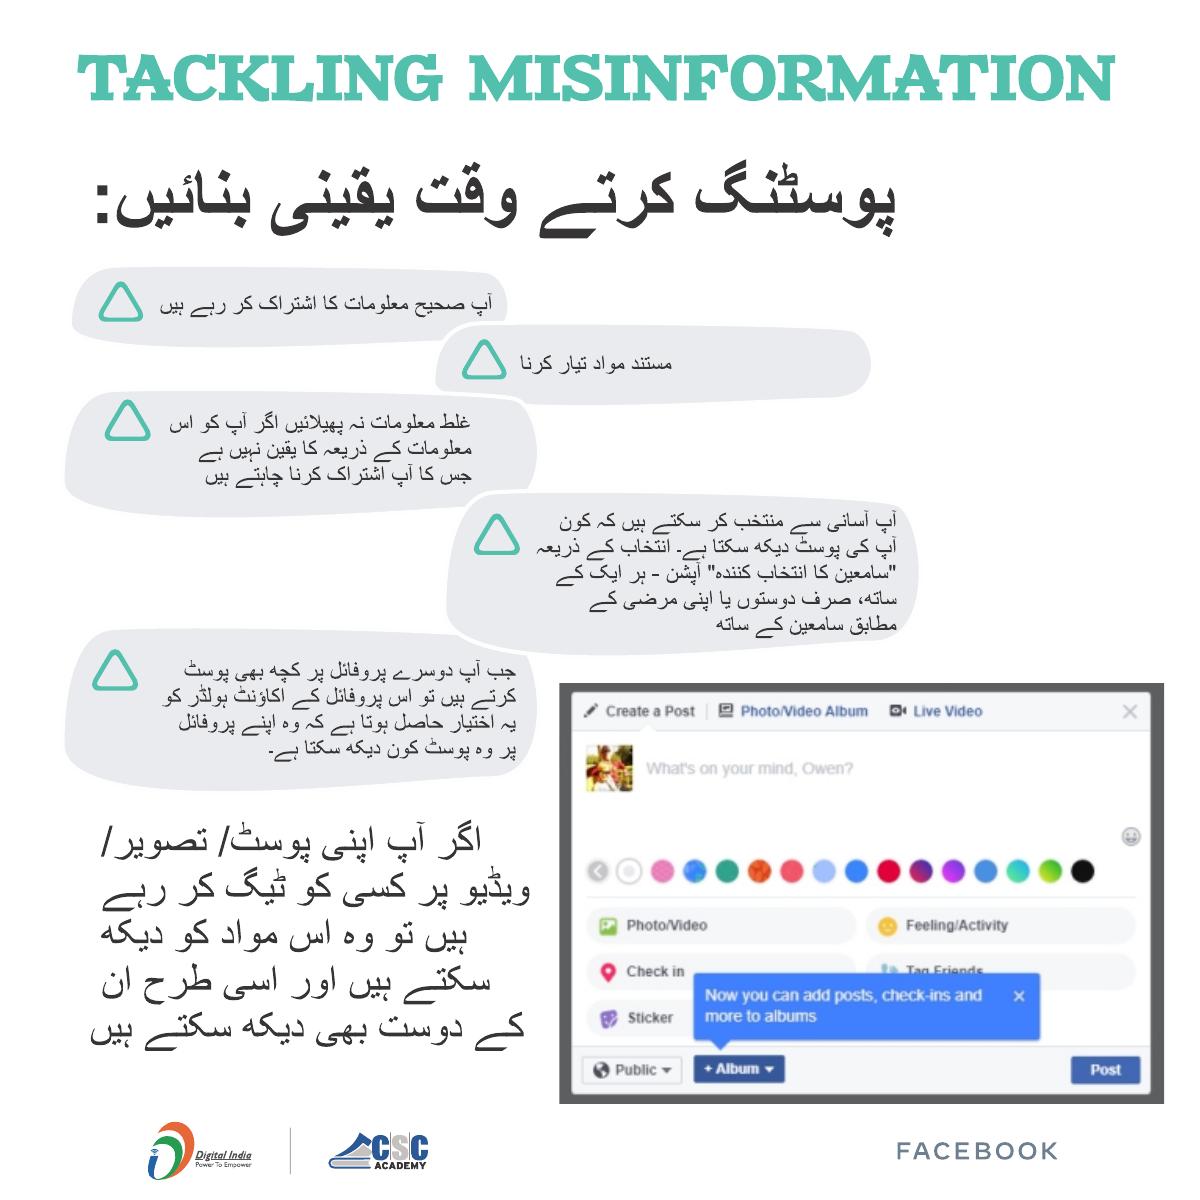 TACKLING MISINFORMATION
پوسٹنگ کرتے وقت یقینی بنائیں:
آپ صحیح معلومات کا اشتراک کر رہے ہیں
مستند مواد تیار کرنا
غلط معلومات نہ پھیلائیں اگر آپ کو اس
معلومات کے ذریعہ کا یقین نہیں ہے
جس کا آپ اشتراک کرنا چاہتے ہیں
آپ آسانی سے منتخب کر سکتے ہیں کہ کون
آپ کی پوسٹ دیکھ سکتا ہے۔ انتخاب کے ذریعہ
"سامعین کا انتخاب کنندہ" آپشن - ہر ایک کے
ساتھ، صرف دوستوں یا اپنی مرضی کے
مطابق سامعین کے ساتھ
جب آپ دوسرے پروفائل پر کچھ بھی پوسٹ
کرتے ہیں تو اس پروفائل کے اکاؤنٹ ہولڈر کو
یہ اختیار حاصل ہوتا ہے کہ وہ اپنے پروفائل
پر وہ پوسٹ کون دیکھ سکتا ہے۔
اگر آپ اپنی پوسٹ/ تصویر/
ویڈیو پر کسی کو ٹیگ کر رہے
ہیں تو وہ اس مواد کو دیکھ
سکتے ہیں اور اسی طرح ان
کے دوست بھی دیکھ سکتے ہیں
Create a Post
Photo/Video Album
Live Video
What's on your mind, Owen?
Photo/Video
Feeling/Activity
Check in
Tag Friends
Now you can add posts, check-ins and
more to albums
Sticker
Public
+ Album
Post
Digital India
Power To Empower
CSC
ACADEMY
FACEBOOK